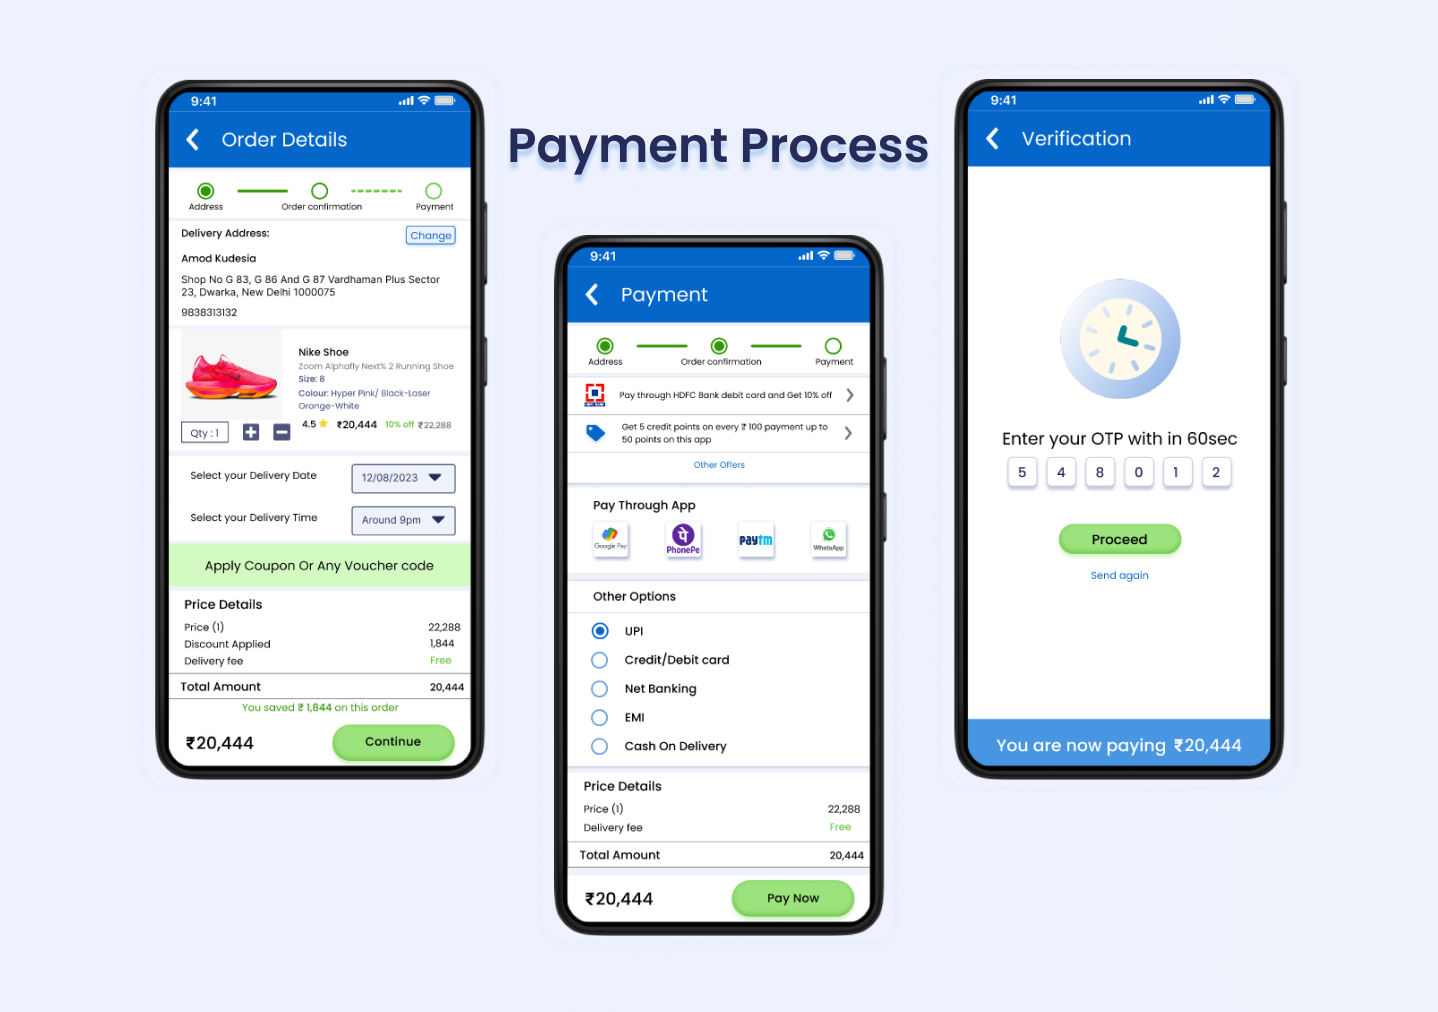 Payment Process
9:41
Order Details
Address
Order confirmation
Payment
Delivery Address:
Change
Amod Kudesia
Shop No G 83, G 86 And G 87 Vardhaman Plus Sector
23, Dwarka, New Delhi 1000075
9838313132
Nike Shoe
Zoom Alphafly Next% 2 Running Shoe
Size: 8
Colour: Hyper Pink/ Black-Laser
Orange-White
Qty : 1
4.5 ₹20,444 10% off ₹22,288
Select your Delivery Date
12/08/2023
Select your Delivery Time
Around 9pm
Apply Coupon Or Any Voucher code
Price Details
Price (1) 22,288
Discount Applied 1,844
Delivery fee Free
Total Amount 20,444
You saved ₹ 1,844 on this order
₹20,444
Continue
9:41
Payment
Address
Order confirmation
Payment
Pay through HDFC Bank debit card and Get 10% off
Get 5 credit points on every ₹ 100 payment up to
50 points on this app
Other Offers
Pay Through App
Google Pay
पे
PhonePe
paytm
WhatsApp
Other Options
UPI
Credit/Debit card
Net Banking
EMI
Cash On Delivery
Price Details
Price (1) 22,288
Delivery fee Free
Total Amount 20,444
₹20,444
Pay Now
9:41
Verification
Enter your OTP with in 60sec
5 4 8 0 1 2
Proceed
Send again
You are now paying ₹20,444